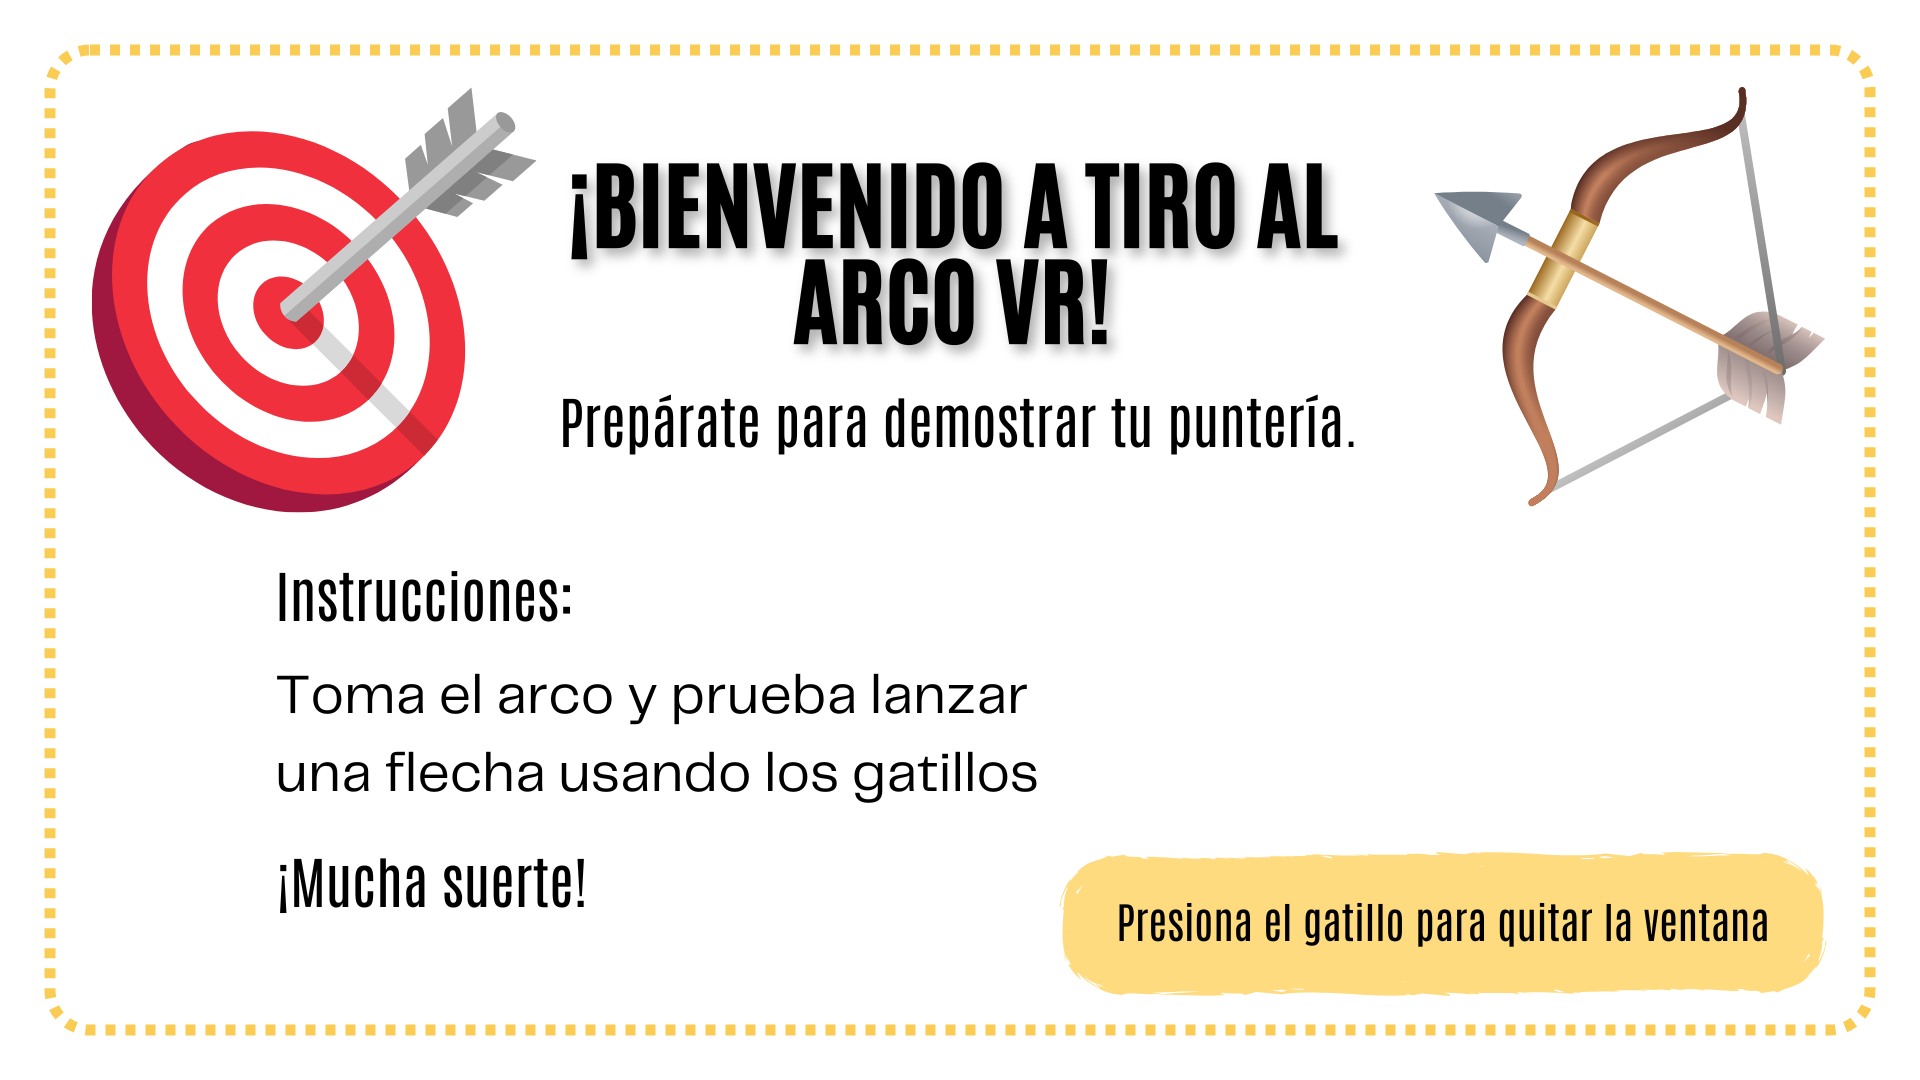 ¡BIENVENIDO A TIRO AL
ARCO VR!
Prepárate para demostrar tu puntería.
Instrucciones:
Toma el arco y prueba lanzar
una flecha usando los gatillos
¡Mucha suerte!
Presiona el gatillo para quitar la ventana